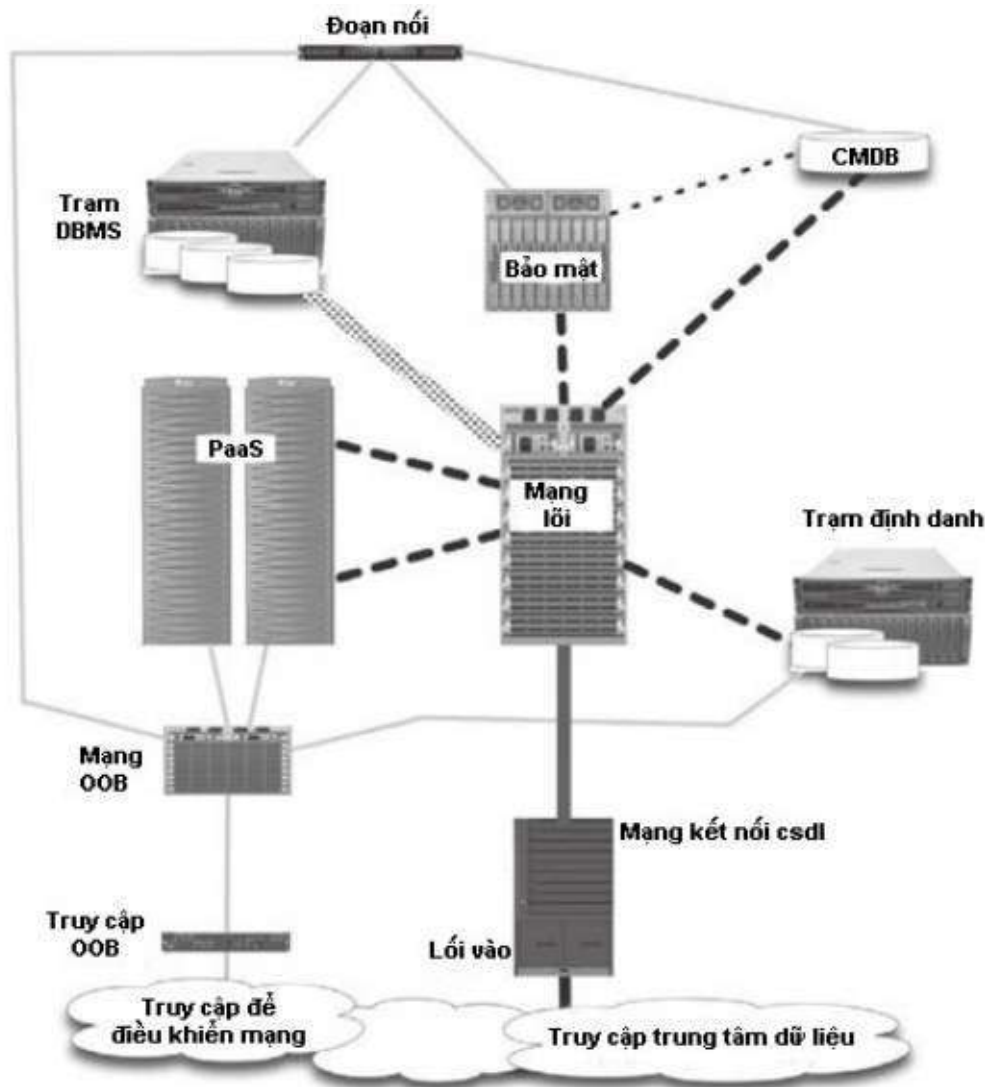 Đoạn nối
CMDB
Trạm
DBMS
Bảo mật
PaaS
Mạng
lõi
Trạm định danh
Mạng
OOB
Mạng kết nối csdl
Truy cập
OOB
Lối vào
Truy cập để
điều khiển mạng
Truy cập trung tâm dữ liệu